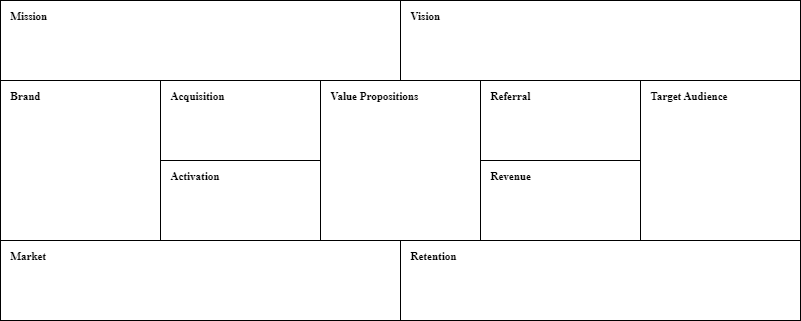 Mission
Vision
Brand
Acquisition
Value Propositions
Referral
Target Audience
Activation
Revenue
Market
Retention